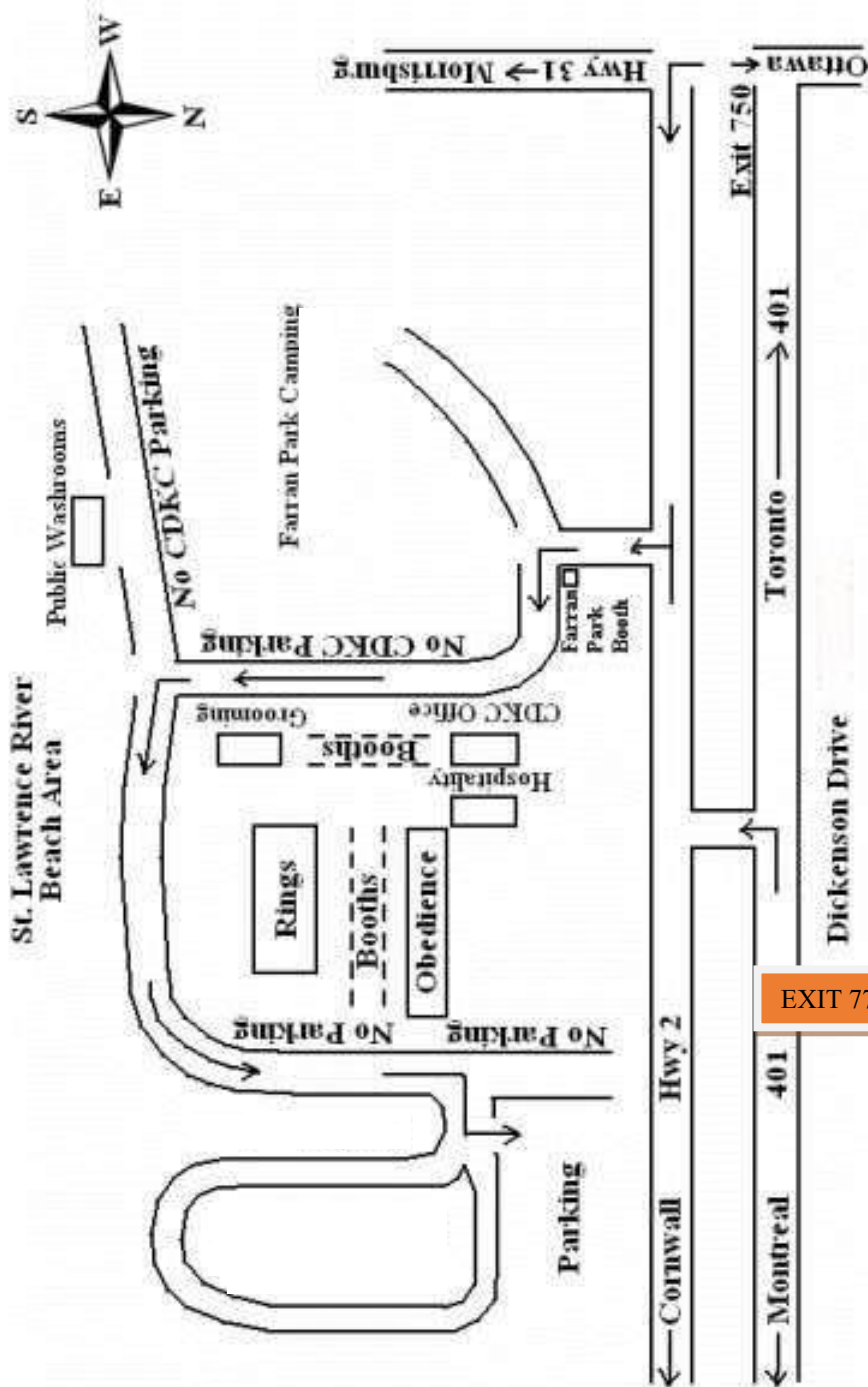 S
W
E
N
St. Lawrence River
Beach Area
Public Washrooms
No CDKC Parking
Farran Park Camping
No CDKC Parking
Grooming
Booths
CDKC Office
Hospitality
Rings
Booths
Obedience
No Parking
No Parking
Farran
Park
Booth
Parking
Hwy 31
Morrisburg
Ottawa
Exit 750
Cornwall
Hwy 2
Montreal
401
Toronto
401
EXIT 77
Dickenson Drive